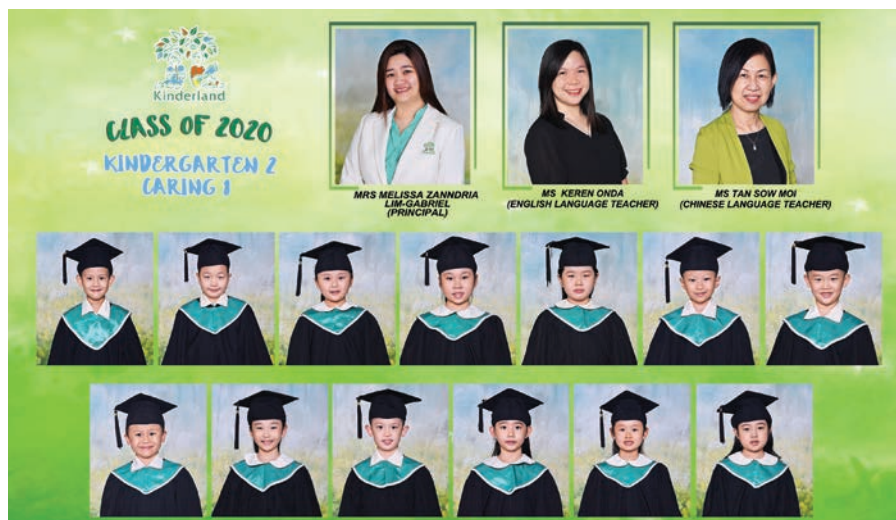 Kinderland
CLASS OF 2020
KINDERGARTEN 2
CARING 8
MRS MELISSA ZANNDRIA
LIM-GABRIEL
(PRINCIPAL)
MS KEREN ONDA
(ENGLISH LANGUAGE TEACHER)
MS TAN SOW MOI
(CHINESE LANGUAGE TEACHER)